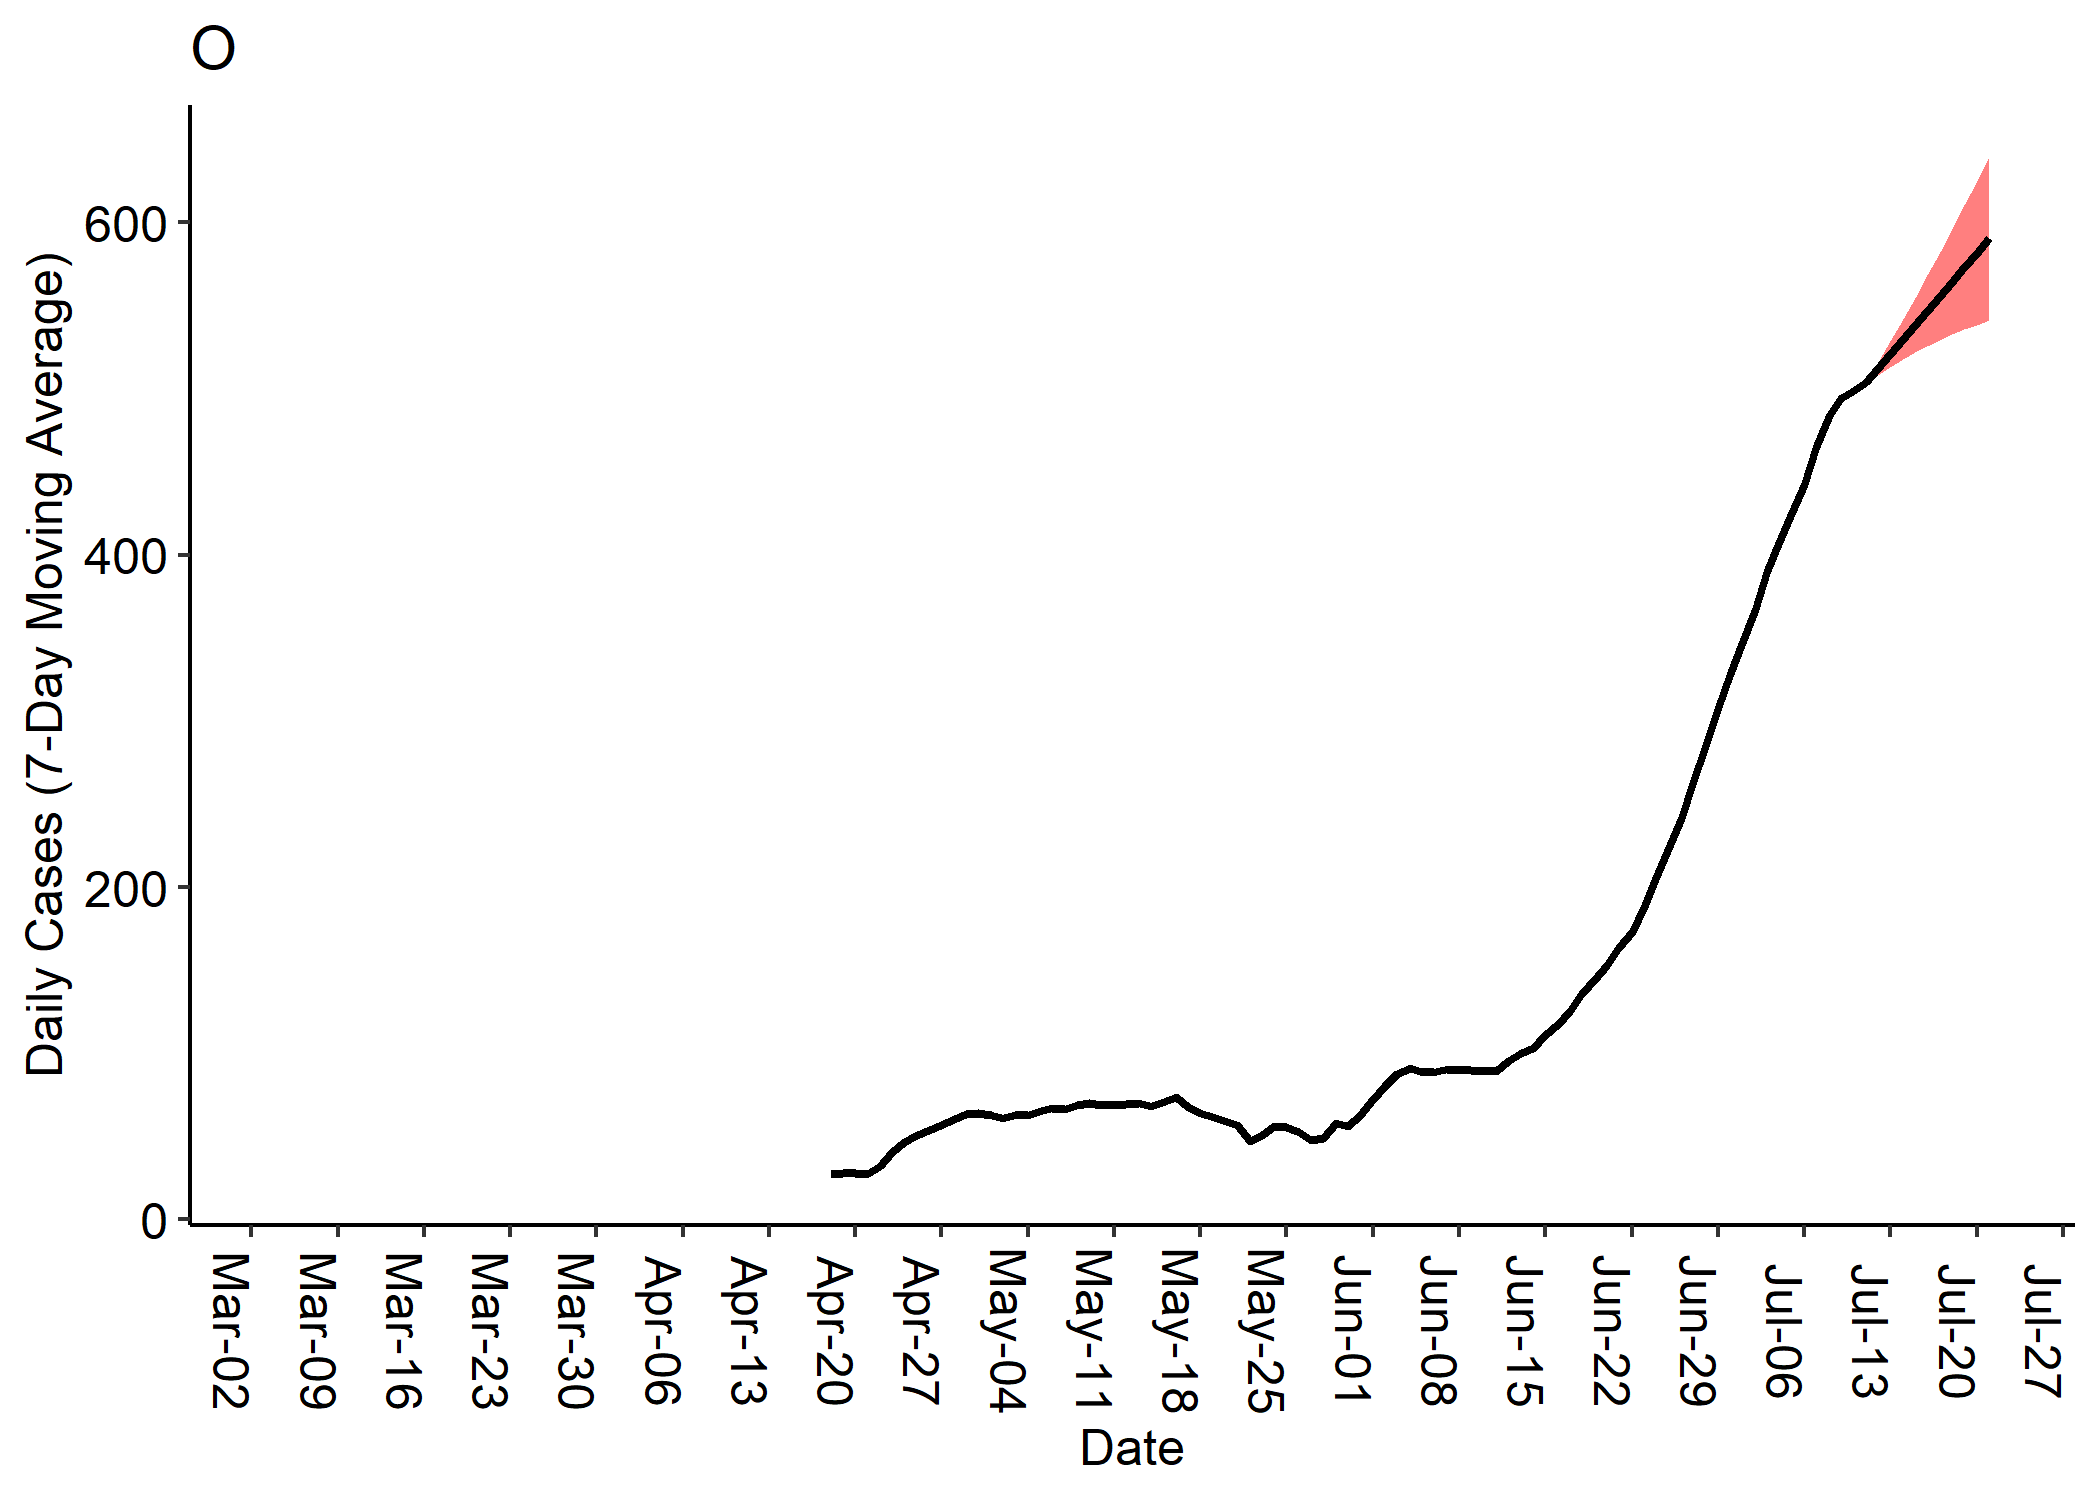 O
Daily Cases (7-Day Moving Average)
600
400
200
0
Mar-02
Mar-09
Mar-16
Mar-23
Mar-30
Apr-06
Apr-13
Apr-20
Apr-27
May-04
May-11
May-18
May-25
Jun-01
Jun-08
Jun-15
Jun-22
Jun-29
Jul-06
Jul-13
Jul-20
Jul-27
Date